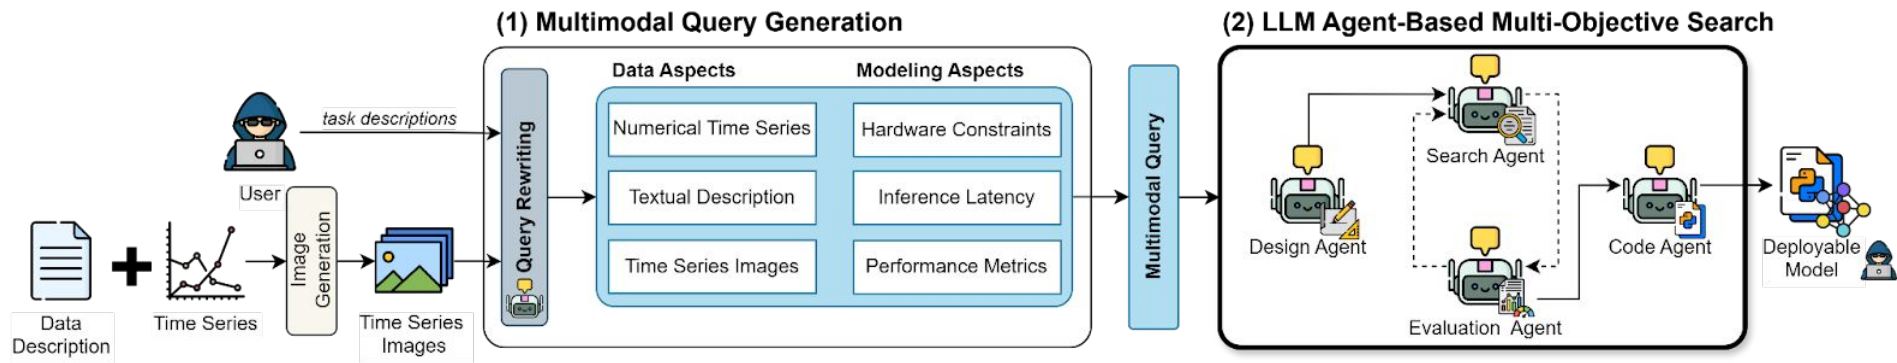 (1) Multimodal Query Generation
(2) LLM Agent-Based Multi-Objective Search
task descriptions
User
Data
Description
Time Series
Image
Generation
Time Series
Images
Query Rewriting
Data Aspects
Modeling Aspects
Numerical Time Series
Hardware Constraints
Textual Description
Inference Latency
Time Series Images
Performance Metrics
Multimodal Query
Design Agent
Search Agent
Evaluation Agent
Code Agent
Deployable
Model